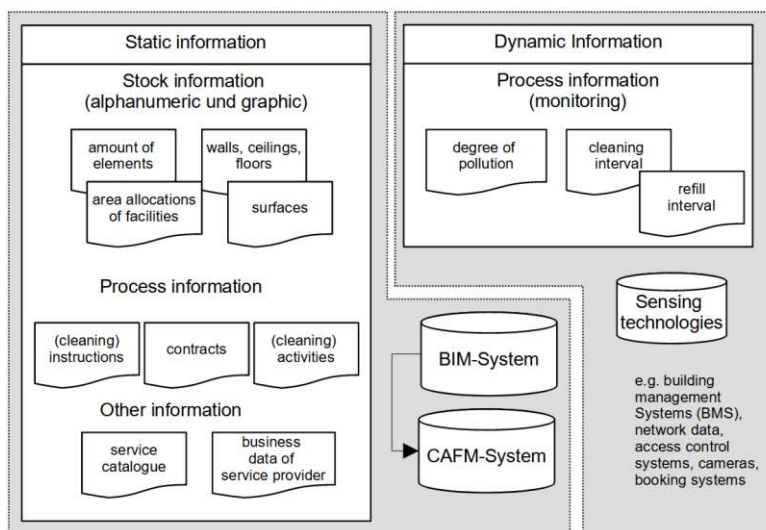 Static information
Stock information
(alphanumeric und graphic)
amount of
elements
walls, ceilings,
floors
area allocations
of facilities
surfaces
Process information
(cleaning)
instructions
contracts
(cleaning)
activities
Other information
service
catalogue
business
data of
service provider
BIM-System
CAFM-System
Dynamic Information
Process information
(monitoring)
degree of
pollution
cleaning
interval
refill
interval
Sensing
technologies
e.g. building
management
Systems (BMS),
network data,
access control
systems, cameras,
booking systems